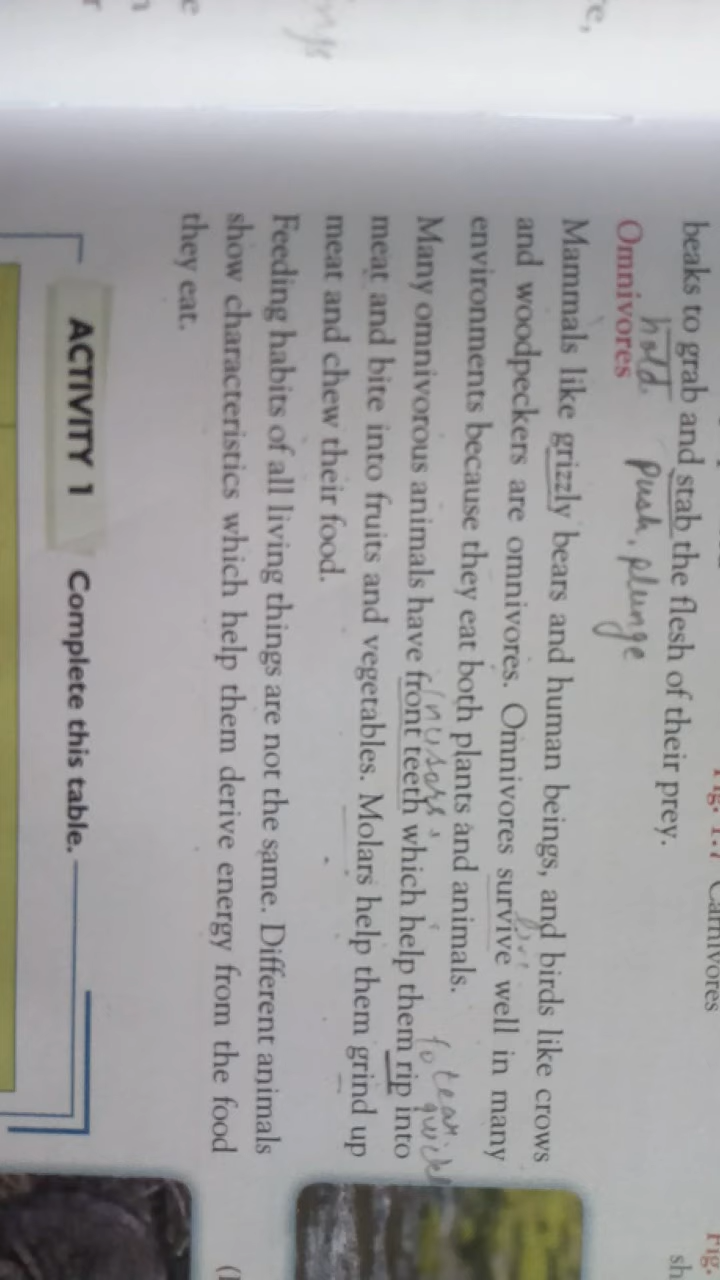 beaks to grab and stab the flesh of their prey.
hold push, plunge
Omnivores
Mammals like grizzly bears and human beings, and birds like crows
and woodpeckers are omnivores. Omnivores survive well in many
environments because they eat both plants and animals.
Many omnivorous animals have front teeth which help them rip into
meat and bite into fruits and vegetables. Molars help them grind up
meat and chew their food.
Feeding habits of all living things are not the same. Different animals
show characteristics which help them derive energy from the food
they eat.
ACTIVITY 1 Complete this table.
Carnivores
Fig.
sh
to tear